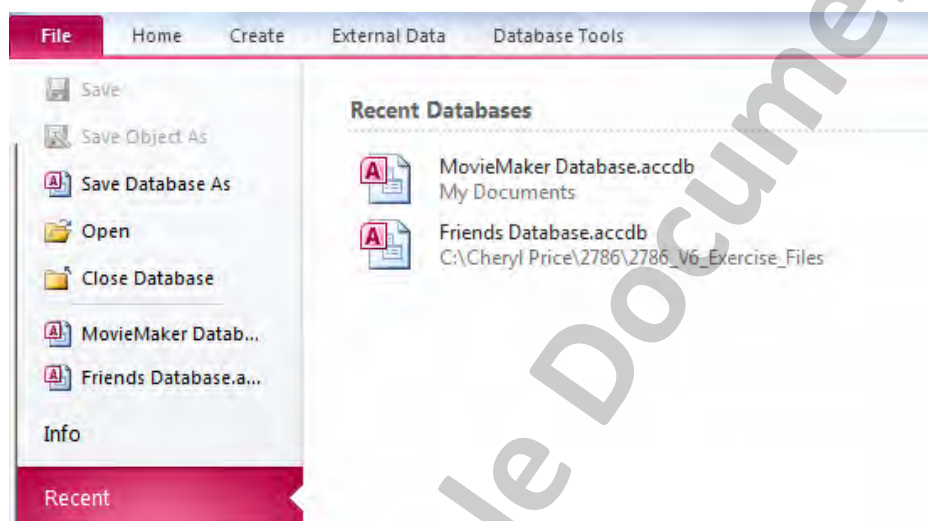 File Home Create External Data Database Tools
Save
Save Object As
Save Database As
Open
Close Database
MovieMaker Datab...
Friends Database.a...
Info
Recent
Recent Databases
MovieMaker Database.accdb
My Documents
Friends Database.accdb
C:\Cheryl Price\2786\2786_V6_Exercise_Files